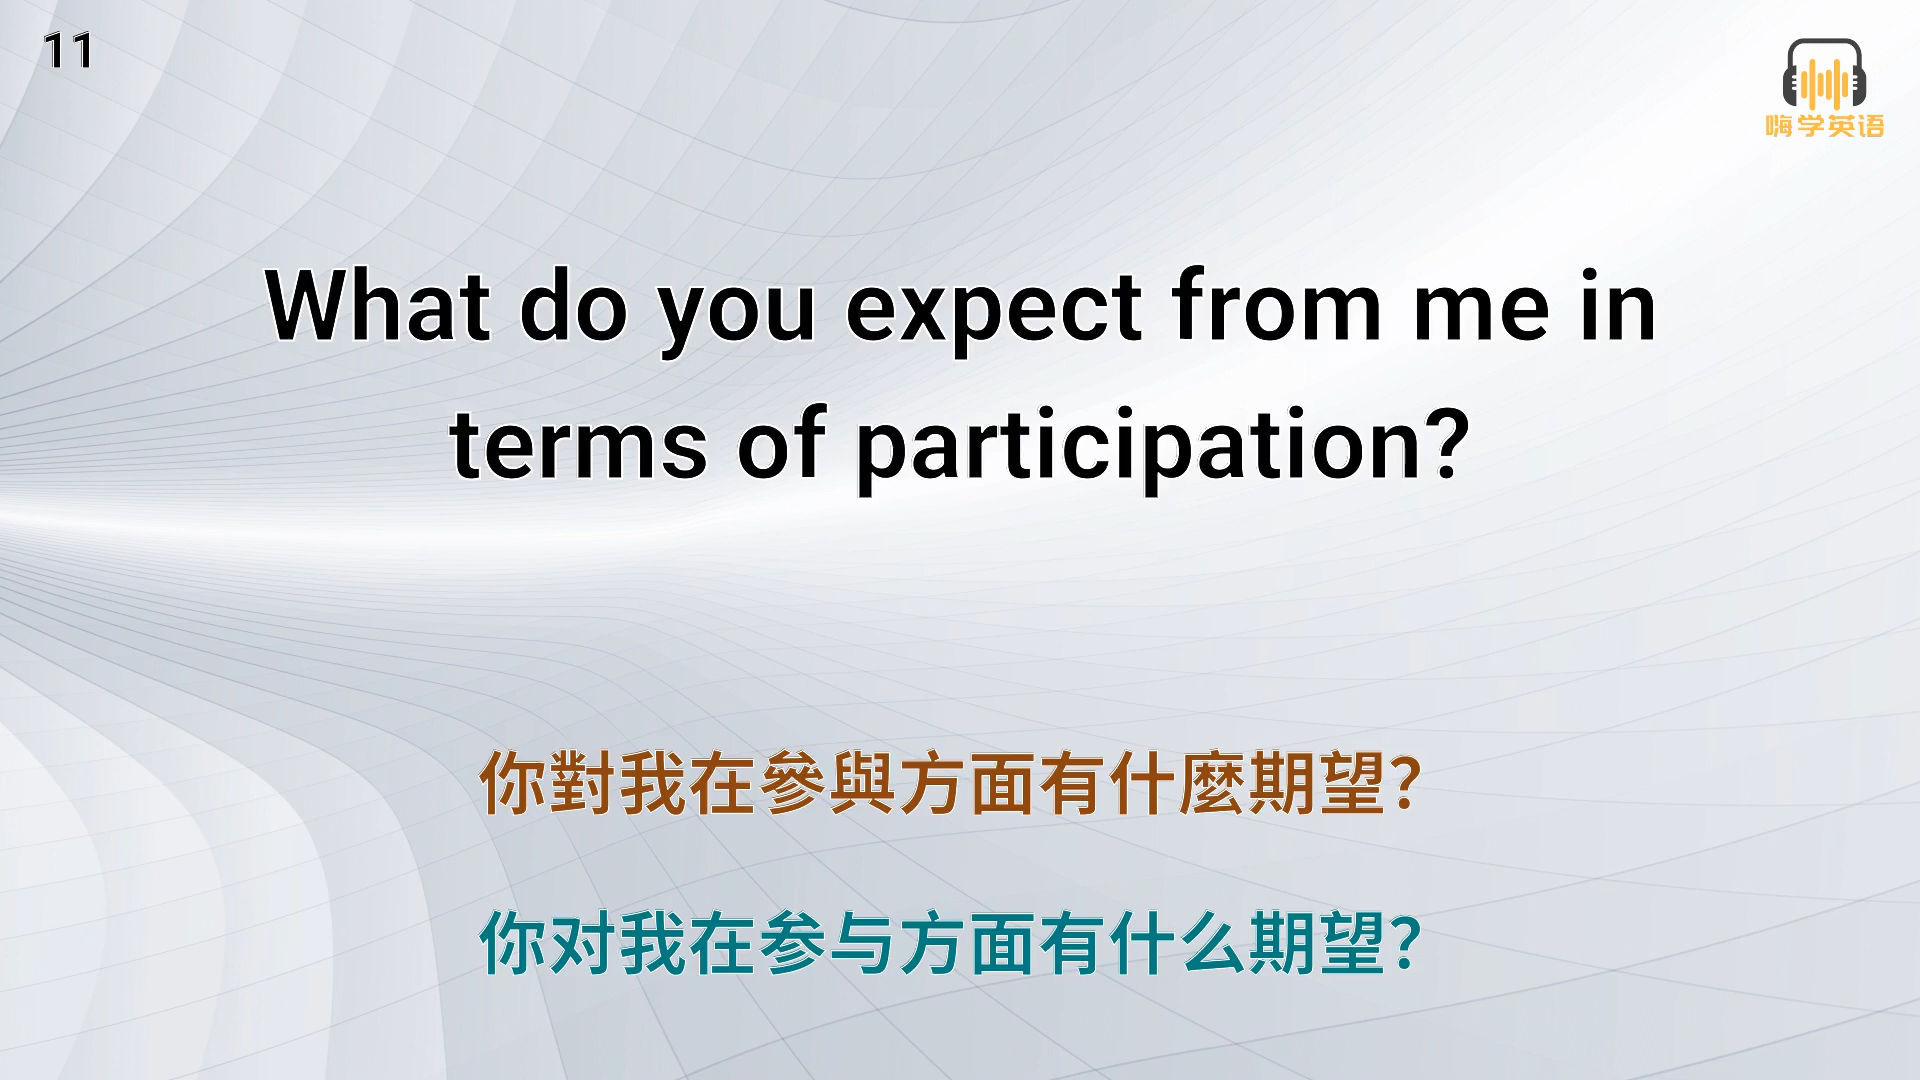 11
嗨学英语
What do you expect from me in
terms of participation?
你對我在參與方面有什麼期望?
你对我在参与方面有什么期望?